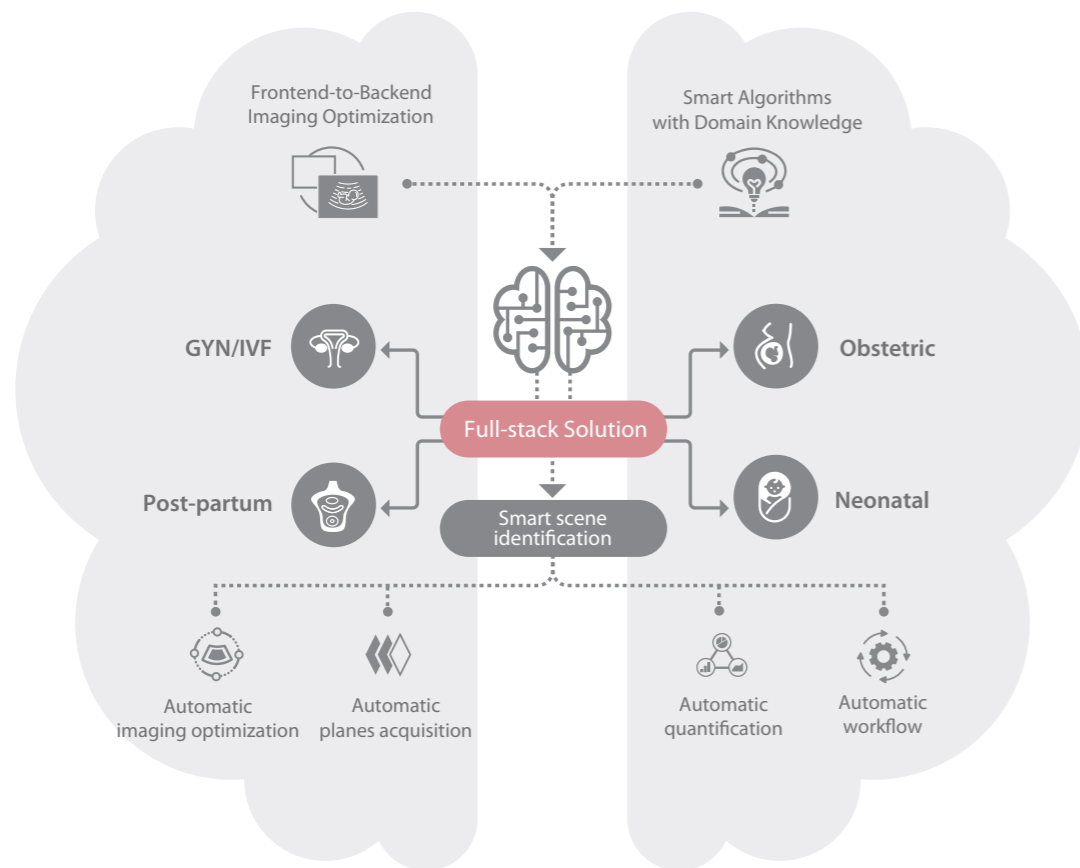 Frontend-to-Backend
Imaging Optimization
Smart Algorithms
with Domain Knowledge
GYN/IVF
Obstetric
Full-stack Solution
Post-partum
Neonatal
Smart scene
identification
Automatic
imaging optimization
Automatic
planes acquisition
Automatic
quantification
Automatic
workflow